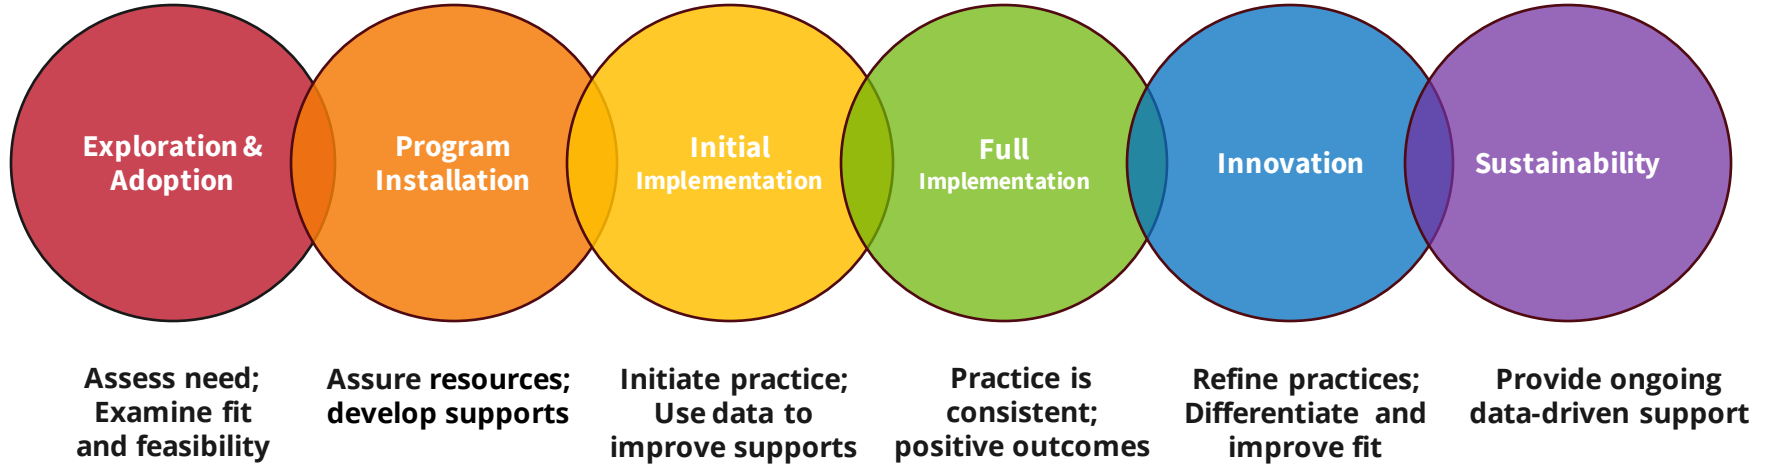 Exploration &
Adoption
Program
Installation
Initial
Implementation
Full
Implementation
Innovation
Sustainability
Assess need;
Examine fit
and feasibility
Assure resources;
develop supports
Initiate practice;
Use data to
improve supports
Practice is
consistent;
positive outcomes
Refine practices;
Differentiate and
improve fit
Provide ongoing
data-driven support